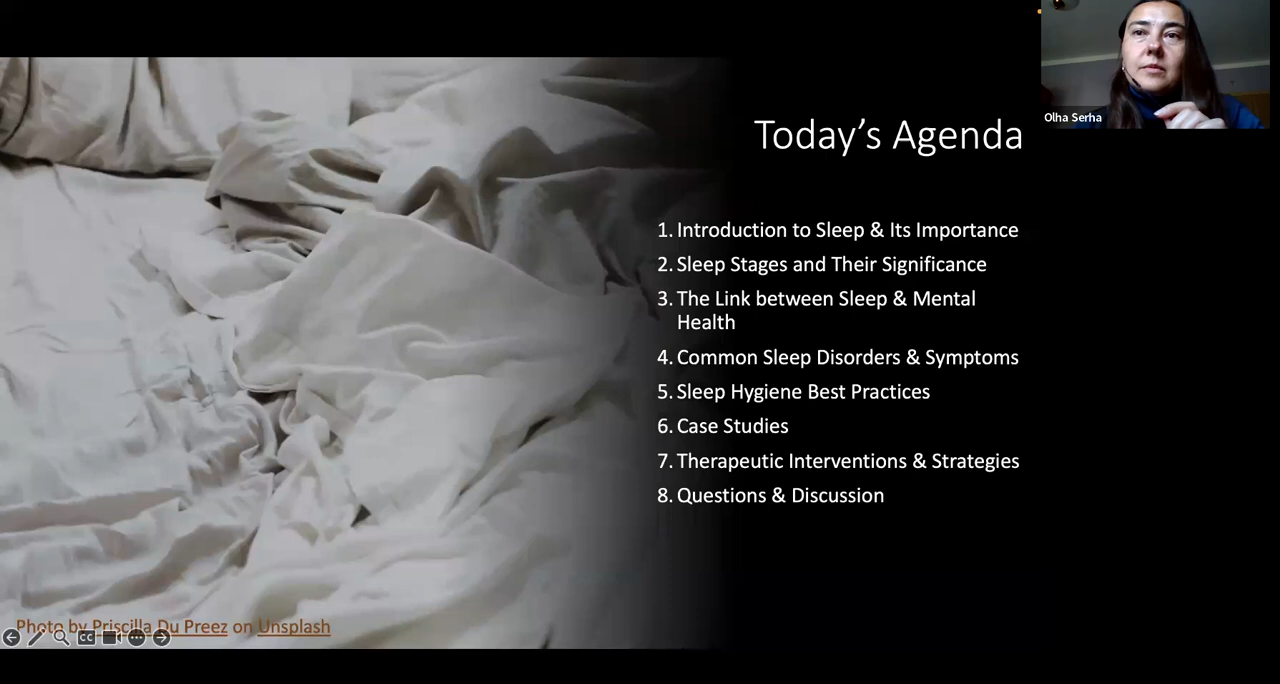 Olha Serha
Today’s Agenda
1. Introduction to Sleep & Its Importance
2. Sleep Stages and Their Significance
3. The Link between Sleep & Mental
Health
4. Common Sleep Disorders & Symptoms
5. Sleep Hygiene Best Practices
6. Case Studies
7. Therapeutic Interventions & Strategies
8. Questions & Discussion
Photo by Priscilla Du Preez on Unsplash
CC